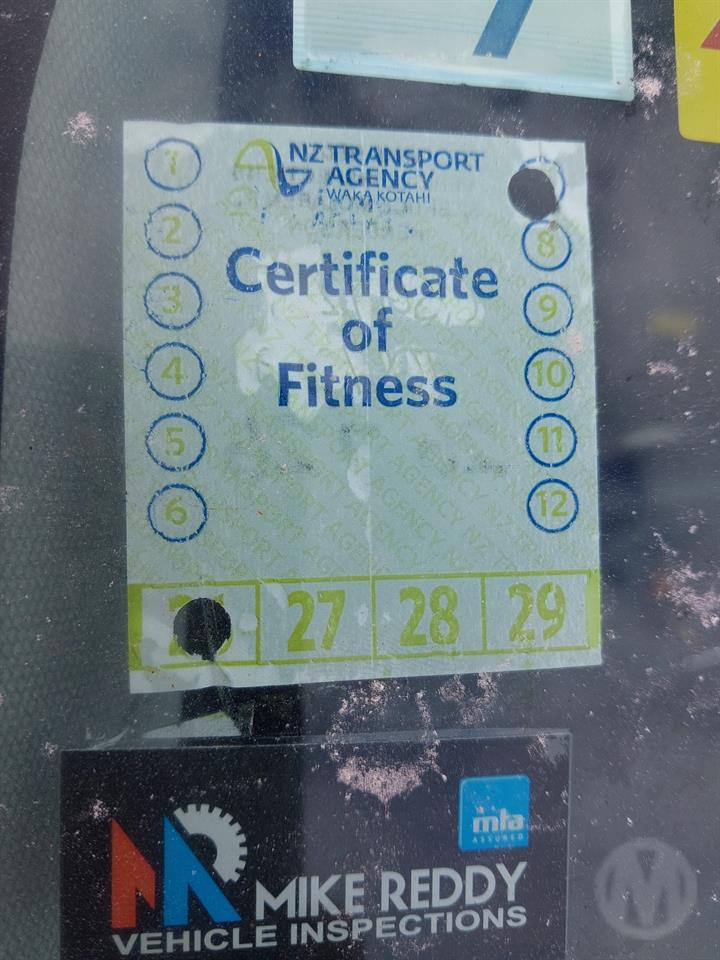 NZ TRANSPORT
AGENCY
WAKA KOTAHI
Certificate
of
Fitness
1
2
3
4
5
6
8
9
10
11
12
27 28 29
mta
ASSURED
MIKE REDDY
VEHICLE INSPECTIONS